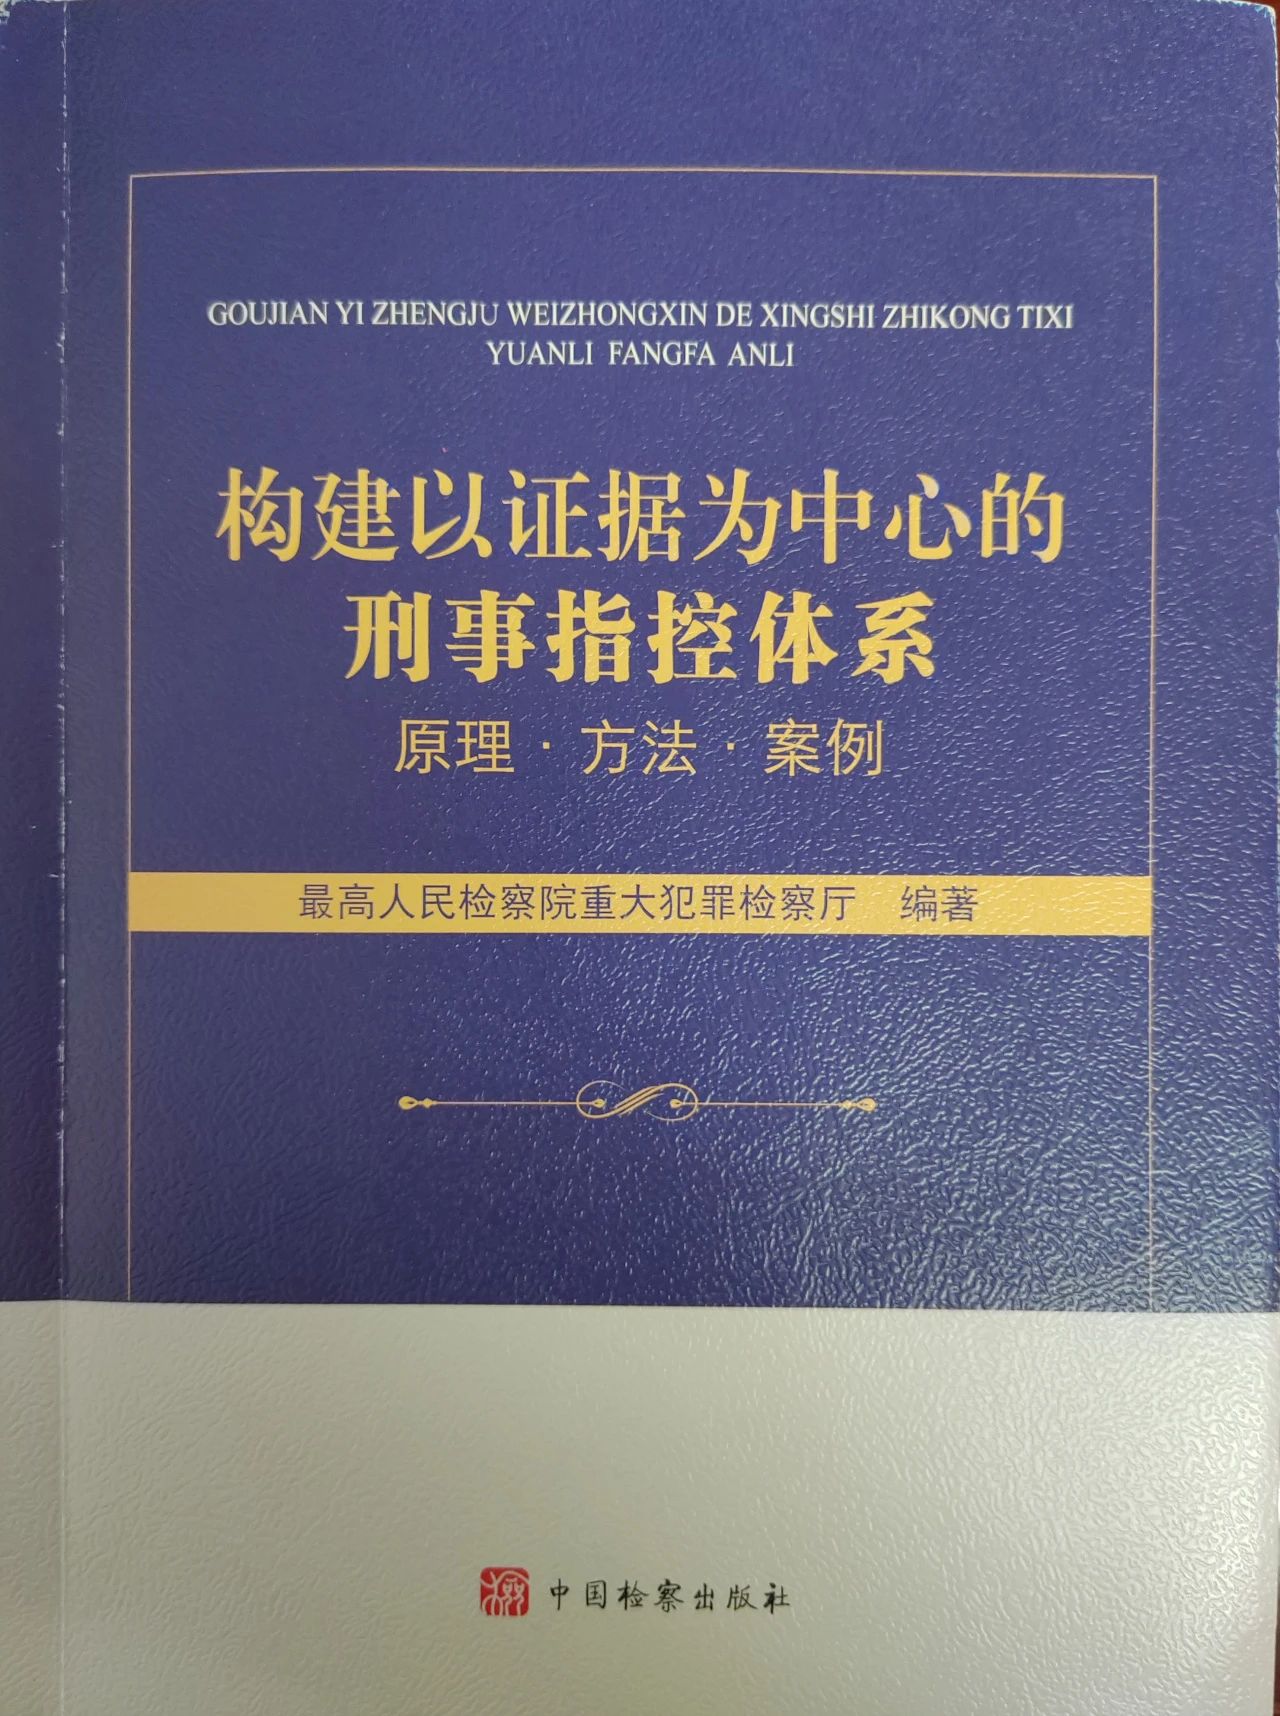 GOUJIAN YI ZHENGJU WEIZHONGXIN DE XINGSHI ZHIKONG TIXI
YUANLI FANGFA ANLI
构建以证据为中心的
刑事指控体系
原理·方法·案例
最高人民检察院重大犯罪检察厅 编著
中国检察出版社